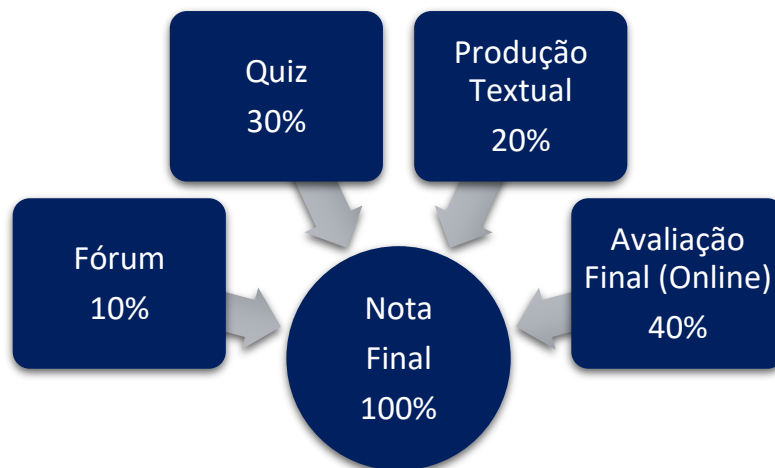 Quiz
30%
Produção
Textual
20%
Fórum
10%
Avaliação
Final (Online)
40%
Nota
Final
100%